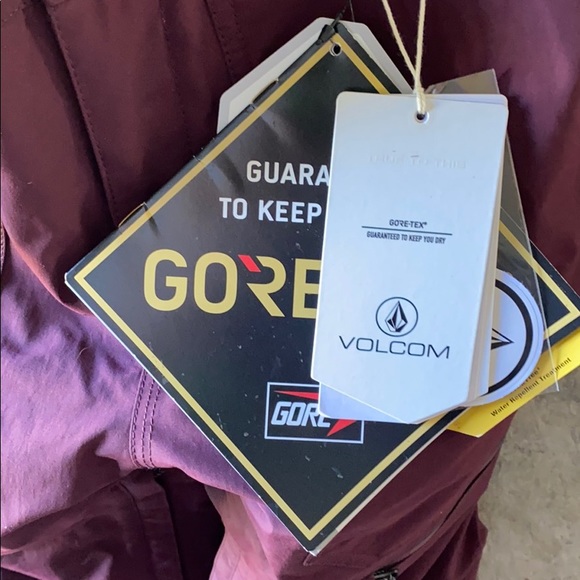 GUARA
TO KEEP
GORE
GORE
GORE-TEX®
GUARANTEED TO KEEP YOU DRY
VOLCOM
Water Repellent Treatment